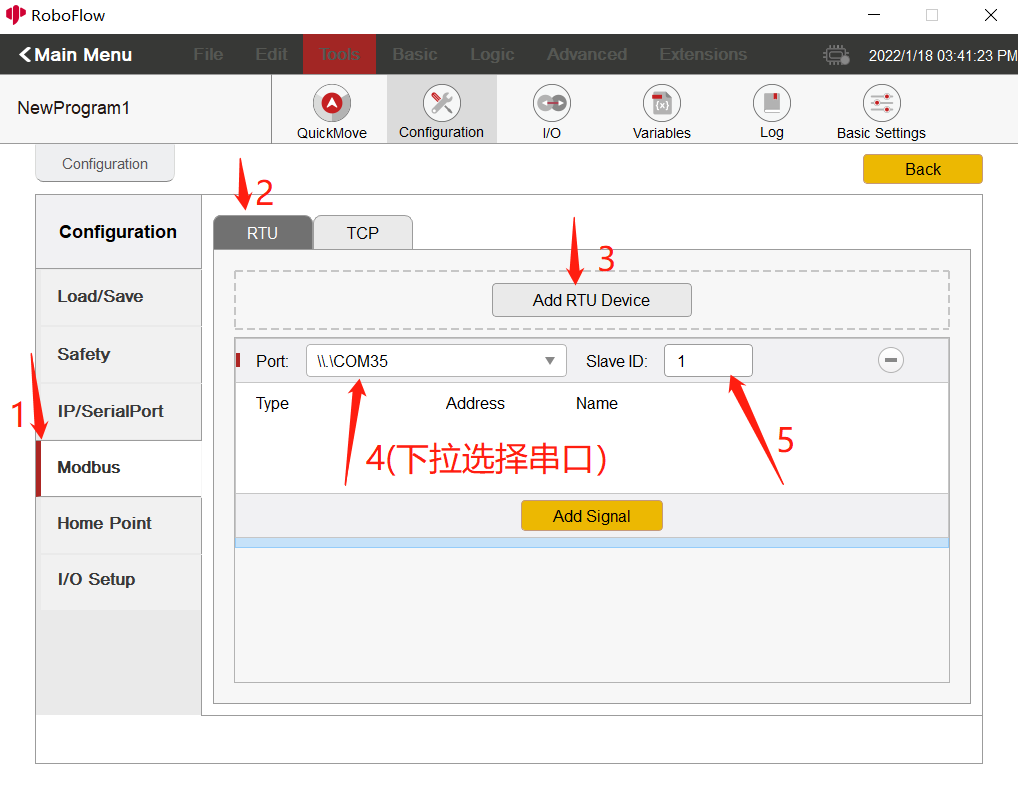 RoboFlow
Main Menu File Edit Tools Basic Logic Advanced Extensions 2022/1/18 03:41:23 PM
NewProgram1
QuickMove Configuration I/O Variables Log Basic Settings
Configuration
Back
2
Configuration
RTU TCP
3
Load/Save
Add RTU Device
Safety
Port: \\.\COM35 Slave ID: 1
1
IP/SerialPort
Type Address Name
4(下拉选择串口)
5
Modbus
Home Point
Add Signal
I/O Setup